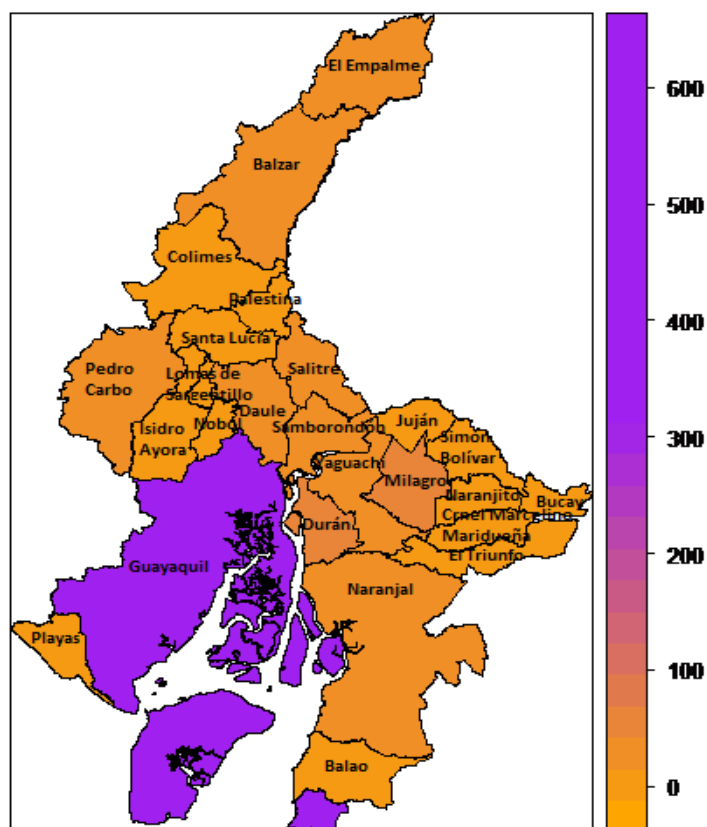 El Empalme
Balzar
Colimes
Palestina
Santa Lucía
Pedro
Carbo
Lomas de
Sargentillo
Salitre
Isidro
Ayora
Nobol
Daule
Samborondón
Juján
Simón
Bolívar
Yaguachi
Milagro
Naranjito
Bucay
Crnel Marcelino
Maridueña
El Triunfo
Durán
Guayaquil
Naranjal
Playas
Balao
600
500
400
300
200
100
0